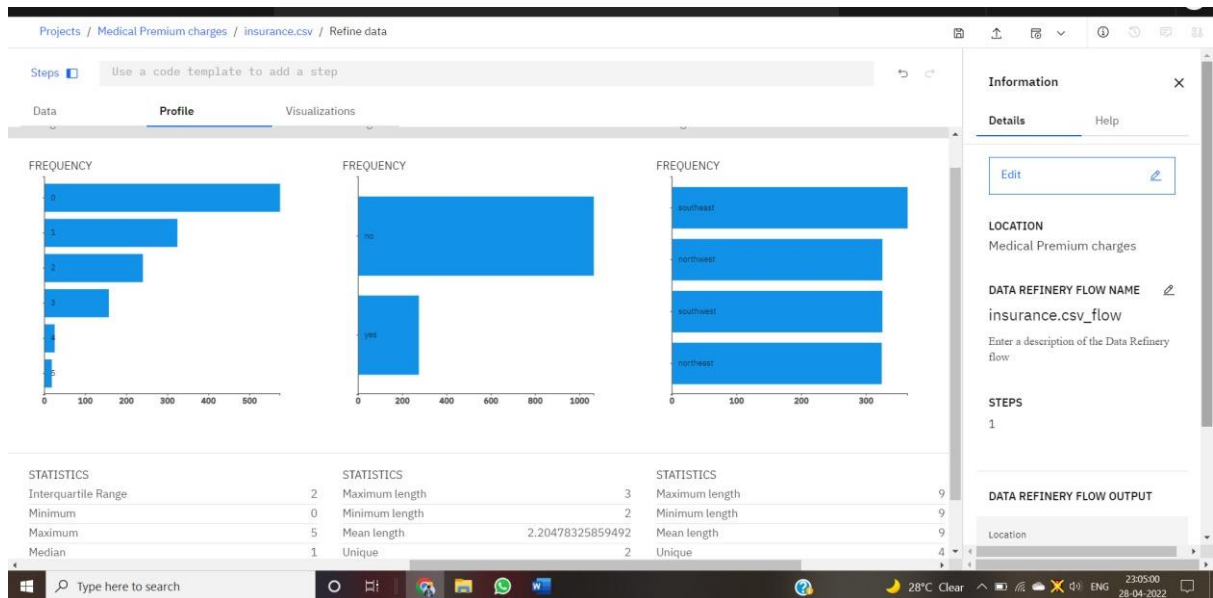 Projects / Medical Premium charges / insurance.csv / Refine data
Steps Use a code template to add a step
Data Profile Visualizations
FREQUENCY FREQUENCY FREQUENCY
0
1
2
3
4
5
0 100 200 300 400 500
no
yes
0 200 400 600 800 1000
southeast
northwest
southwest
northeast
0 100 200 300
STATISTICS STATISTICS STATISTICS
Interquartile Range 2 Maximum length 3 Maximum length 9
Minimum 0 Minimum length 2 Minimum length 9
Maximum 5 Mean length 2.20478325859492 Mean length 9
Median 1 Unique 2 Unique 4
Information
Details Help
Edit
LOCATION
Medical Premium charges
DATA REFINERY FLOW NAME
insurance.csv_flow
Enter a description of the Data Refinery
flow
STEPS
1
DATA REFINERY FLOW OUTPUT
Location
Type here to search 28°C Clear ENG 23:05:00
28-04-2022